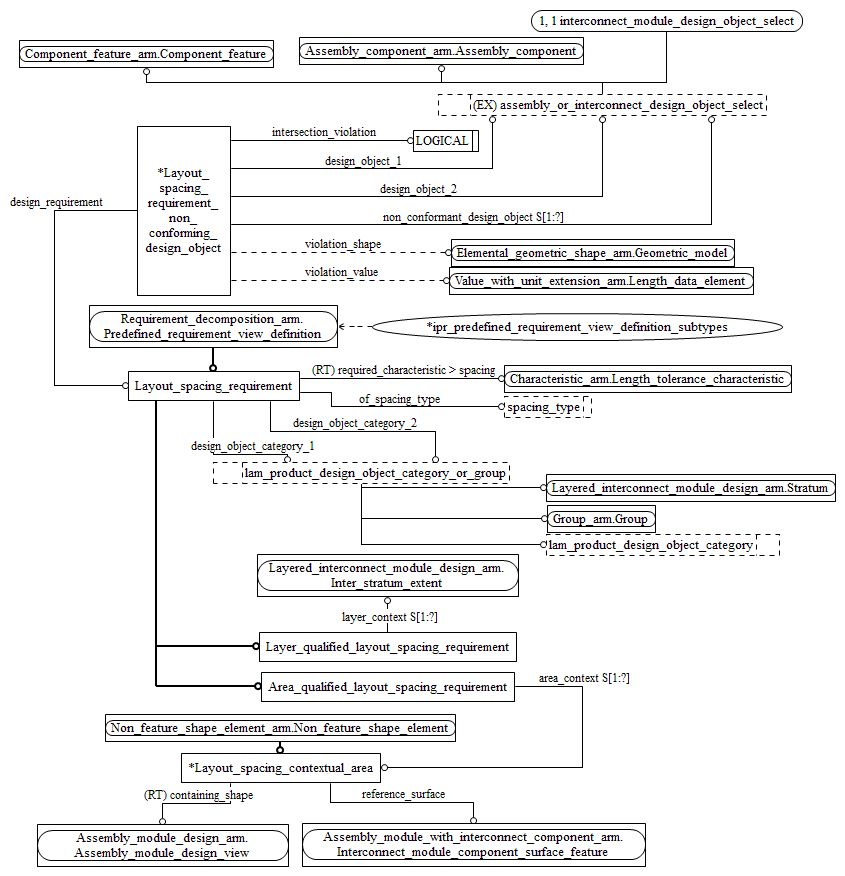 1, 1 interconnect_module_design_object_select
Component_feature_arm.Component_feature
Assembly_component_arm.Assembly_component
(EX) assembly_or_interconnect_design_object_select
*Layout_
spacing_
requirement_
non_
conforming_
design_object
intersection_violation
LOGICAL
design_object_1
design_object_2
non_conformant_design_object S[1:?]
design_requirement
violation_shape
Elemental_geometric_shape_arm.Geometric_model
violation_value
Value_with_unit_extension_arm.Length_data_element
Requirement_decomposition_arm.
Predefined_requirement_view_definition
*ipr_predefined_requirement_view_definition_subtypes
Layout_spacing_requirement
(RT) required_characteristic > spacing
Characteristic_arm.Length_tolerance_characteristic
of_spacing_type
spacing_type
design_object_category_2
design_object_category_1
lam_product_design_object_category_or_group
Layered_interconnect_module_design_arm.Stratum
Group_arm.Group
lam_product_design_object_category
Layered_interconnect_module_design_arm.
Inter_stratum_extent
layer_context S[1:?]
Layer_qualified_layout_spacing_requirement
Area_qualified_layout_spacing_requirement
area_context S[1:?]
Non_feature_shape_element_arm.Non_feature_shape_element
*Layout_spacing_contextual_area
(RT) containing_shape
reference_surface
Assembly_module_design_arm.
Assembly_module_design_view
Assembly_module_with_interconnect_component_arm.
Interconnect_module_component_surface_feature